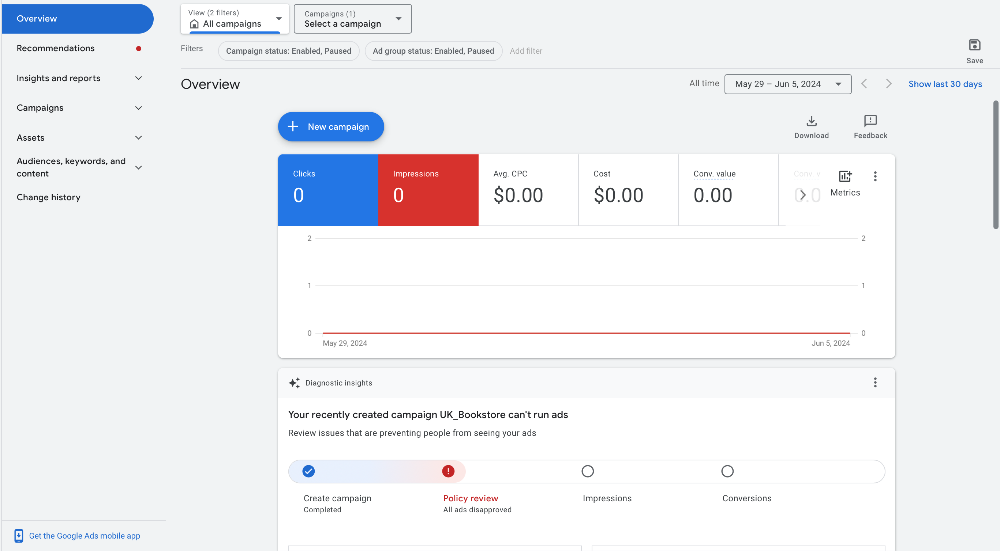 Overview
Recommendations
Insights and reports
Campaigns
Assets
Audiences, keywords, and
content
Change history
Get the Google Ads mobile app
View (2 filters)
All campaigns
Campaigns (1)
Select a campaign
Filters
Campaign status: Enabled, Paused
Ad group status: Enabled, Paused
Add filter
Save
Overview
All time
May 29 – Jun 5, 2024
Show last 30 days
New campaign
Download
Feedback
Clicks
0
Impressions
0
Avg. CPC
$0.00
Cost
$0.00
Conv. value
0.00
Conv. v
0.0
Metrics
2
2
1
1
0
0
May 29, 2024
Jun 5, 2024
Diagnostic insights
Your recently created campaign UK_Bookstore can't run ads
Review issues that are preventing people from seeing your ads
Create campaign
Completed
Policy review
All ads disapproved
Impressions
Conversions